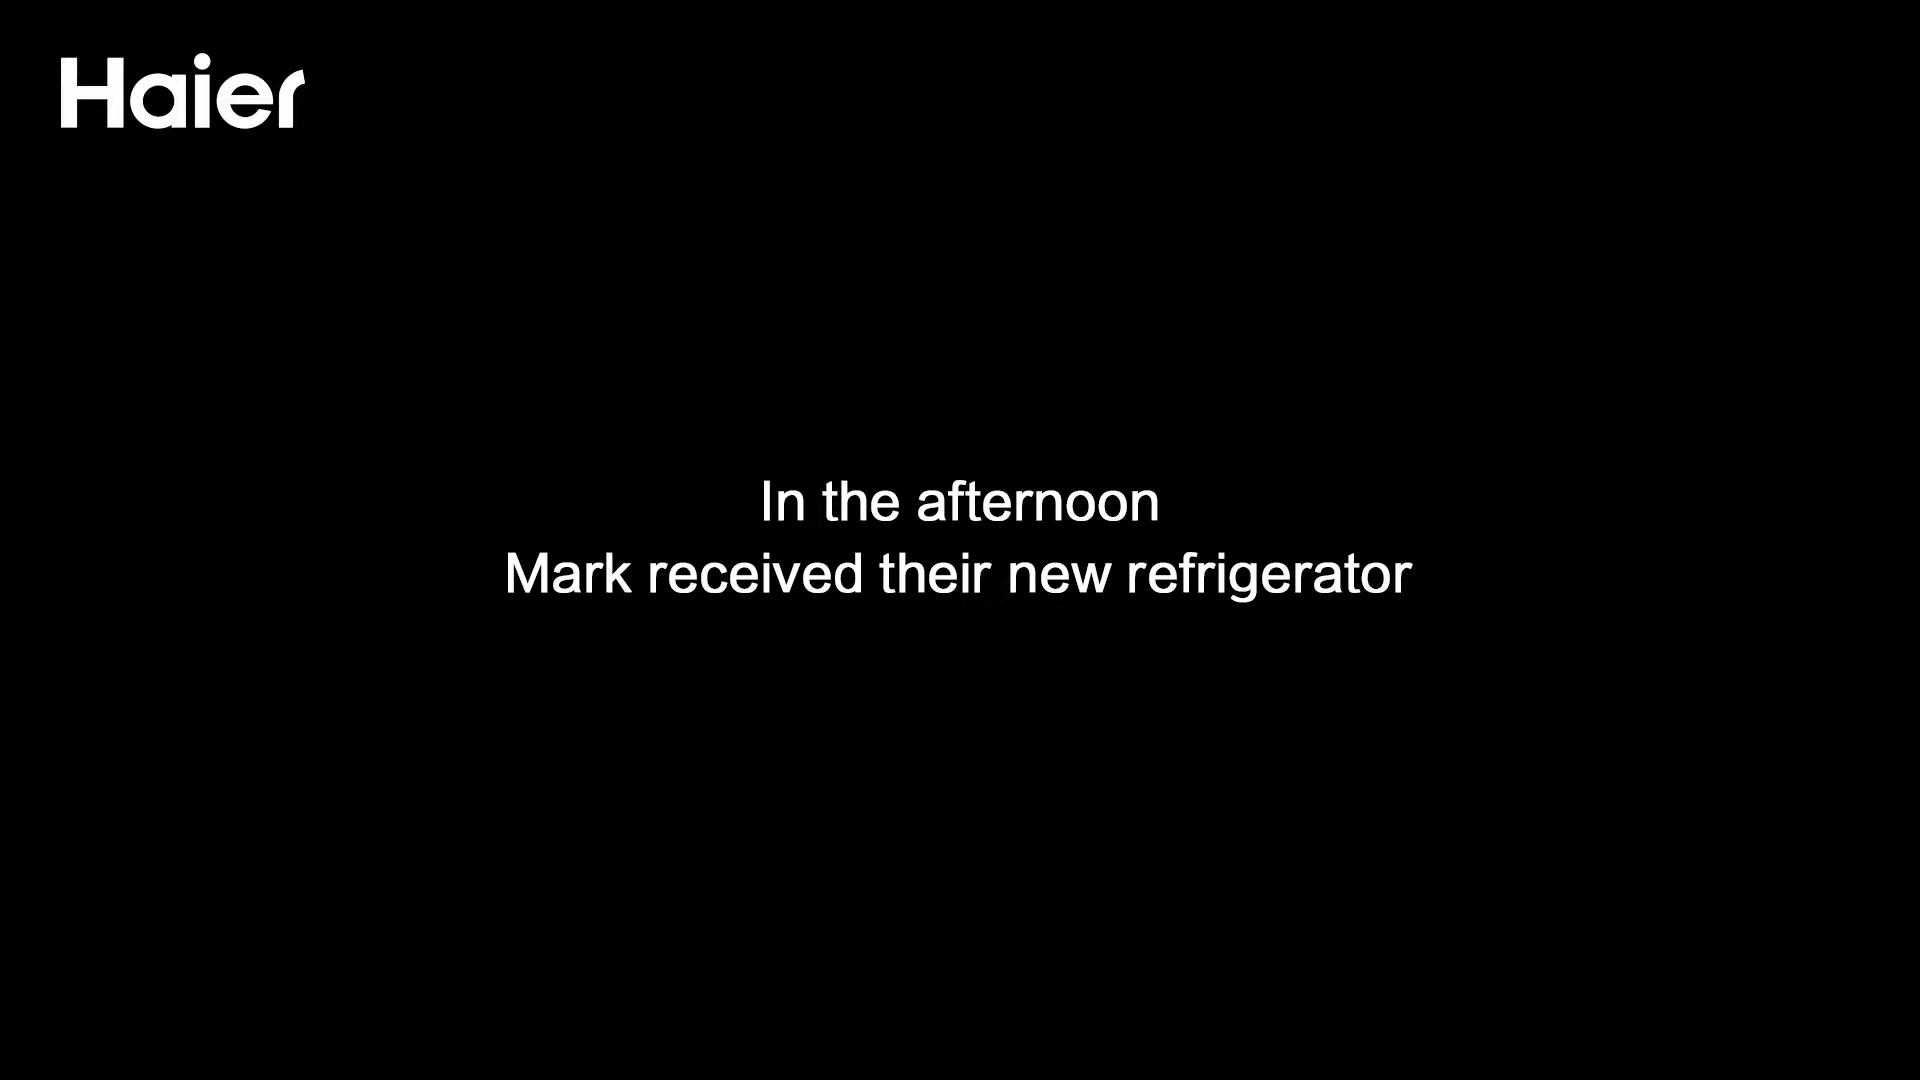 Haier
In the afternoon
Mark received their new refrigerator